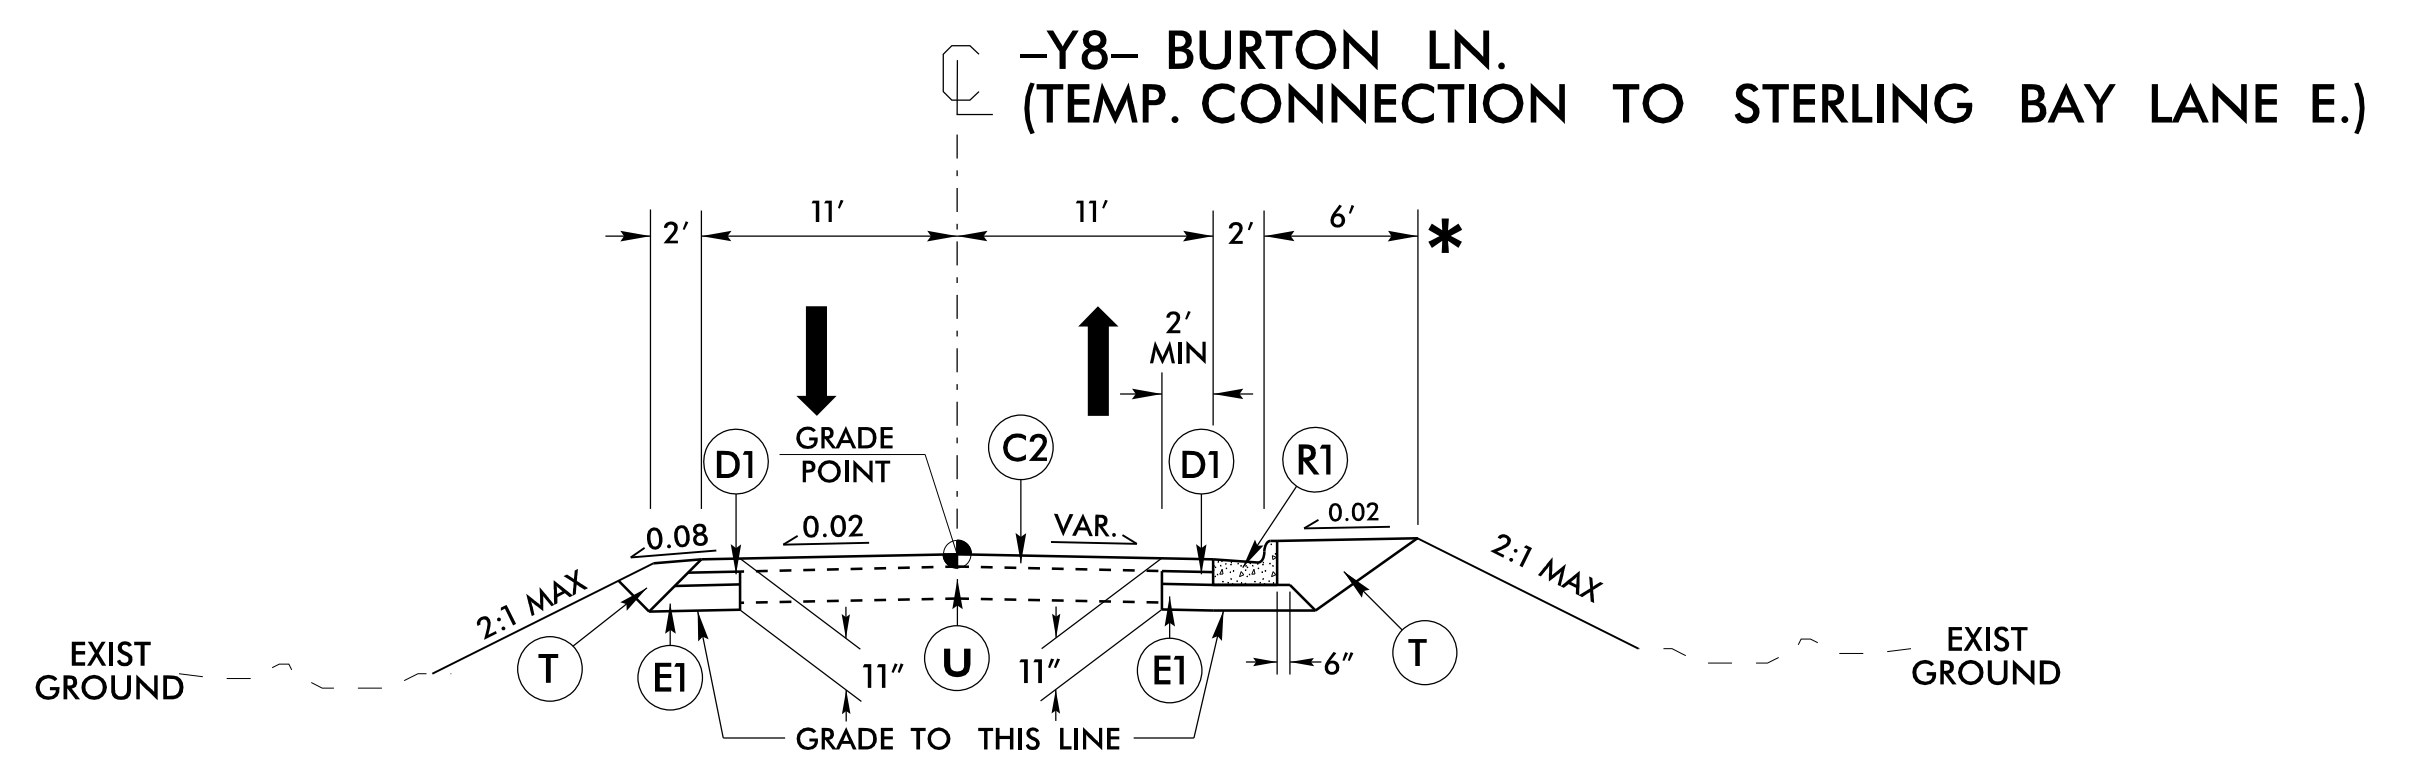 –Y8– BURTON LN.
(TEMP. CONNECTION TO STERLING BAY LANE E.)
2' 11' 11' 2' 6' *
2'
MIN
GRADE
POINT
D1 C2 D1 R1
0.08 0.02 VAR. 0.02
2:1 MAX 2:1 MAX
EXIST
GROUND
T E1 11" U 11" E1 6" T
EXIST
GROUND
GRADE TO THIS LINE